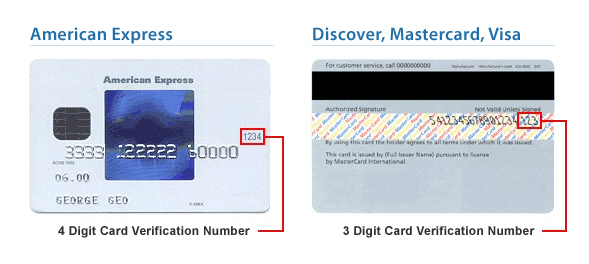 American Express
Discover, Mastercard, Visa
American Express
1234
3333 122222 60000
06.00
GEORGE GEO
4 Digit Card Verification Number
For customer service, call 0000000000
Authorized Signature
Not Valid Unless Signed
5412345678901234 123
By using this card the holder agrees to all terms under which it was issued.
This card is issued by (Full Issuer Name) pursuant to license
by MasterCard International.
3 Digit Card Verification Number